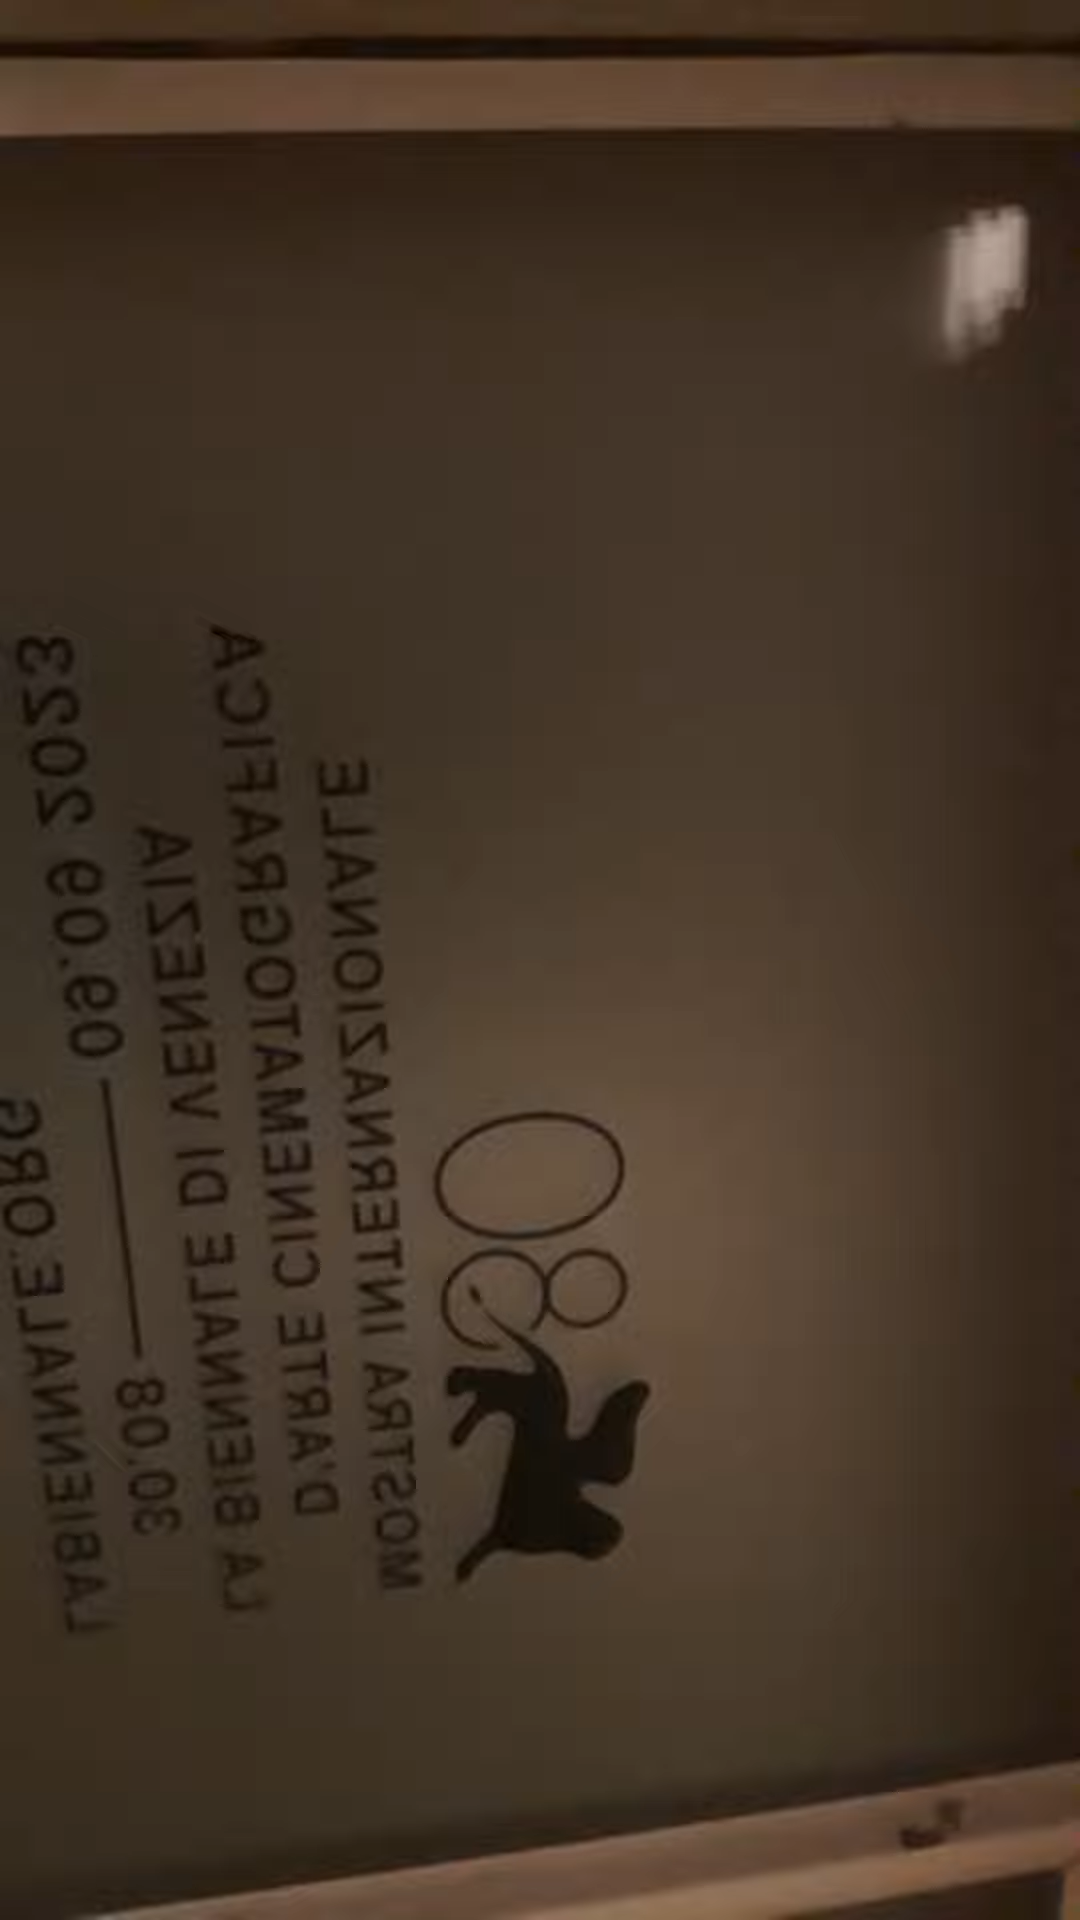 80
MOSTRA INTERNAZIONALE
D'ARTE CINEMATOGRAFICA
LA BIENNALE DI VENEZIA
30.08 — 09.09 2023
LABIENNALE.ORG